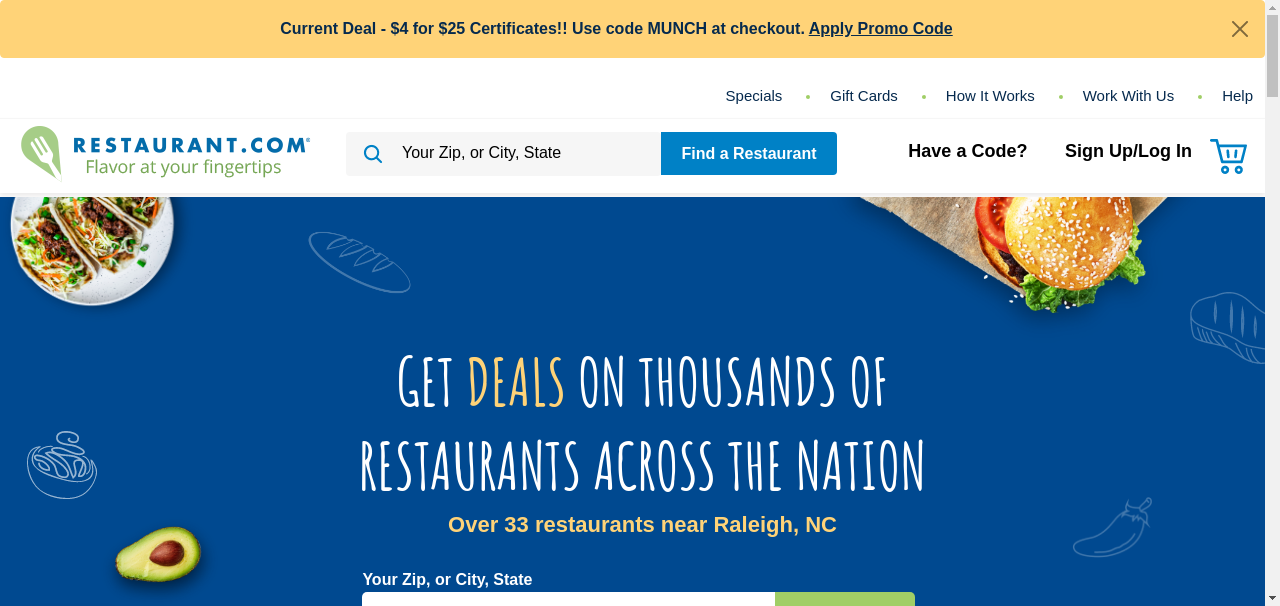 Current Deal - $4 for $25 Certificates!! Use code MUNCH at checkout. Apply Promo Code
Specials
Gift Cards
How It Works
Work With Us
Help
RESTAURANT.COM®
Flavor at your fingertips
Your Zip, or City, State
Find a Restaurant
Have a Code?
Sign Up/Log In
GET DEALS ON THOUSANDS OF
RESTAURANTS ACROSS THE NATION
Over 33 restaurants near Raleigh, NC
Your Zip, or City, State